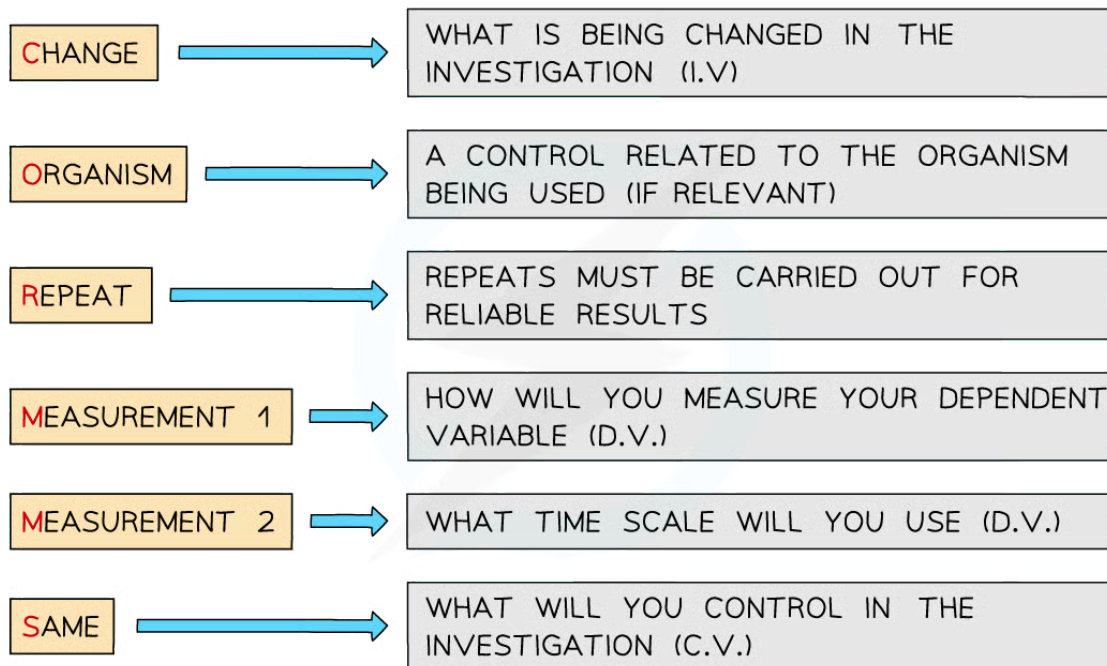 CHANGE
WHAT IS BEING CHANGED IN THE
INVESTIGATION (I.V)
ORGANISM
A CONTROL RELATED TO THE ORGANISM
BEING USED (IF RELEVANT)
REPEAT
REPEATS MUST BE CARRIED OUT FOR
RELIABLE RESULTS
MEASUREMENT 1
HOW WILL YOU MEASURE YOUR DEPENDENT
VARIABLE (D.V.)
MEASUREMENT 2
WHAT TIME SCALE WILL YOU USE (D.V.)
SAME
WHAT WILL YOU CONTROL IN THE
INVESTIGATION (C.V.)